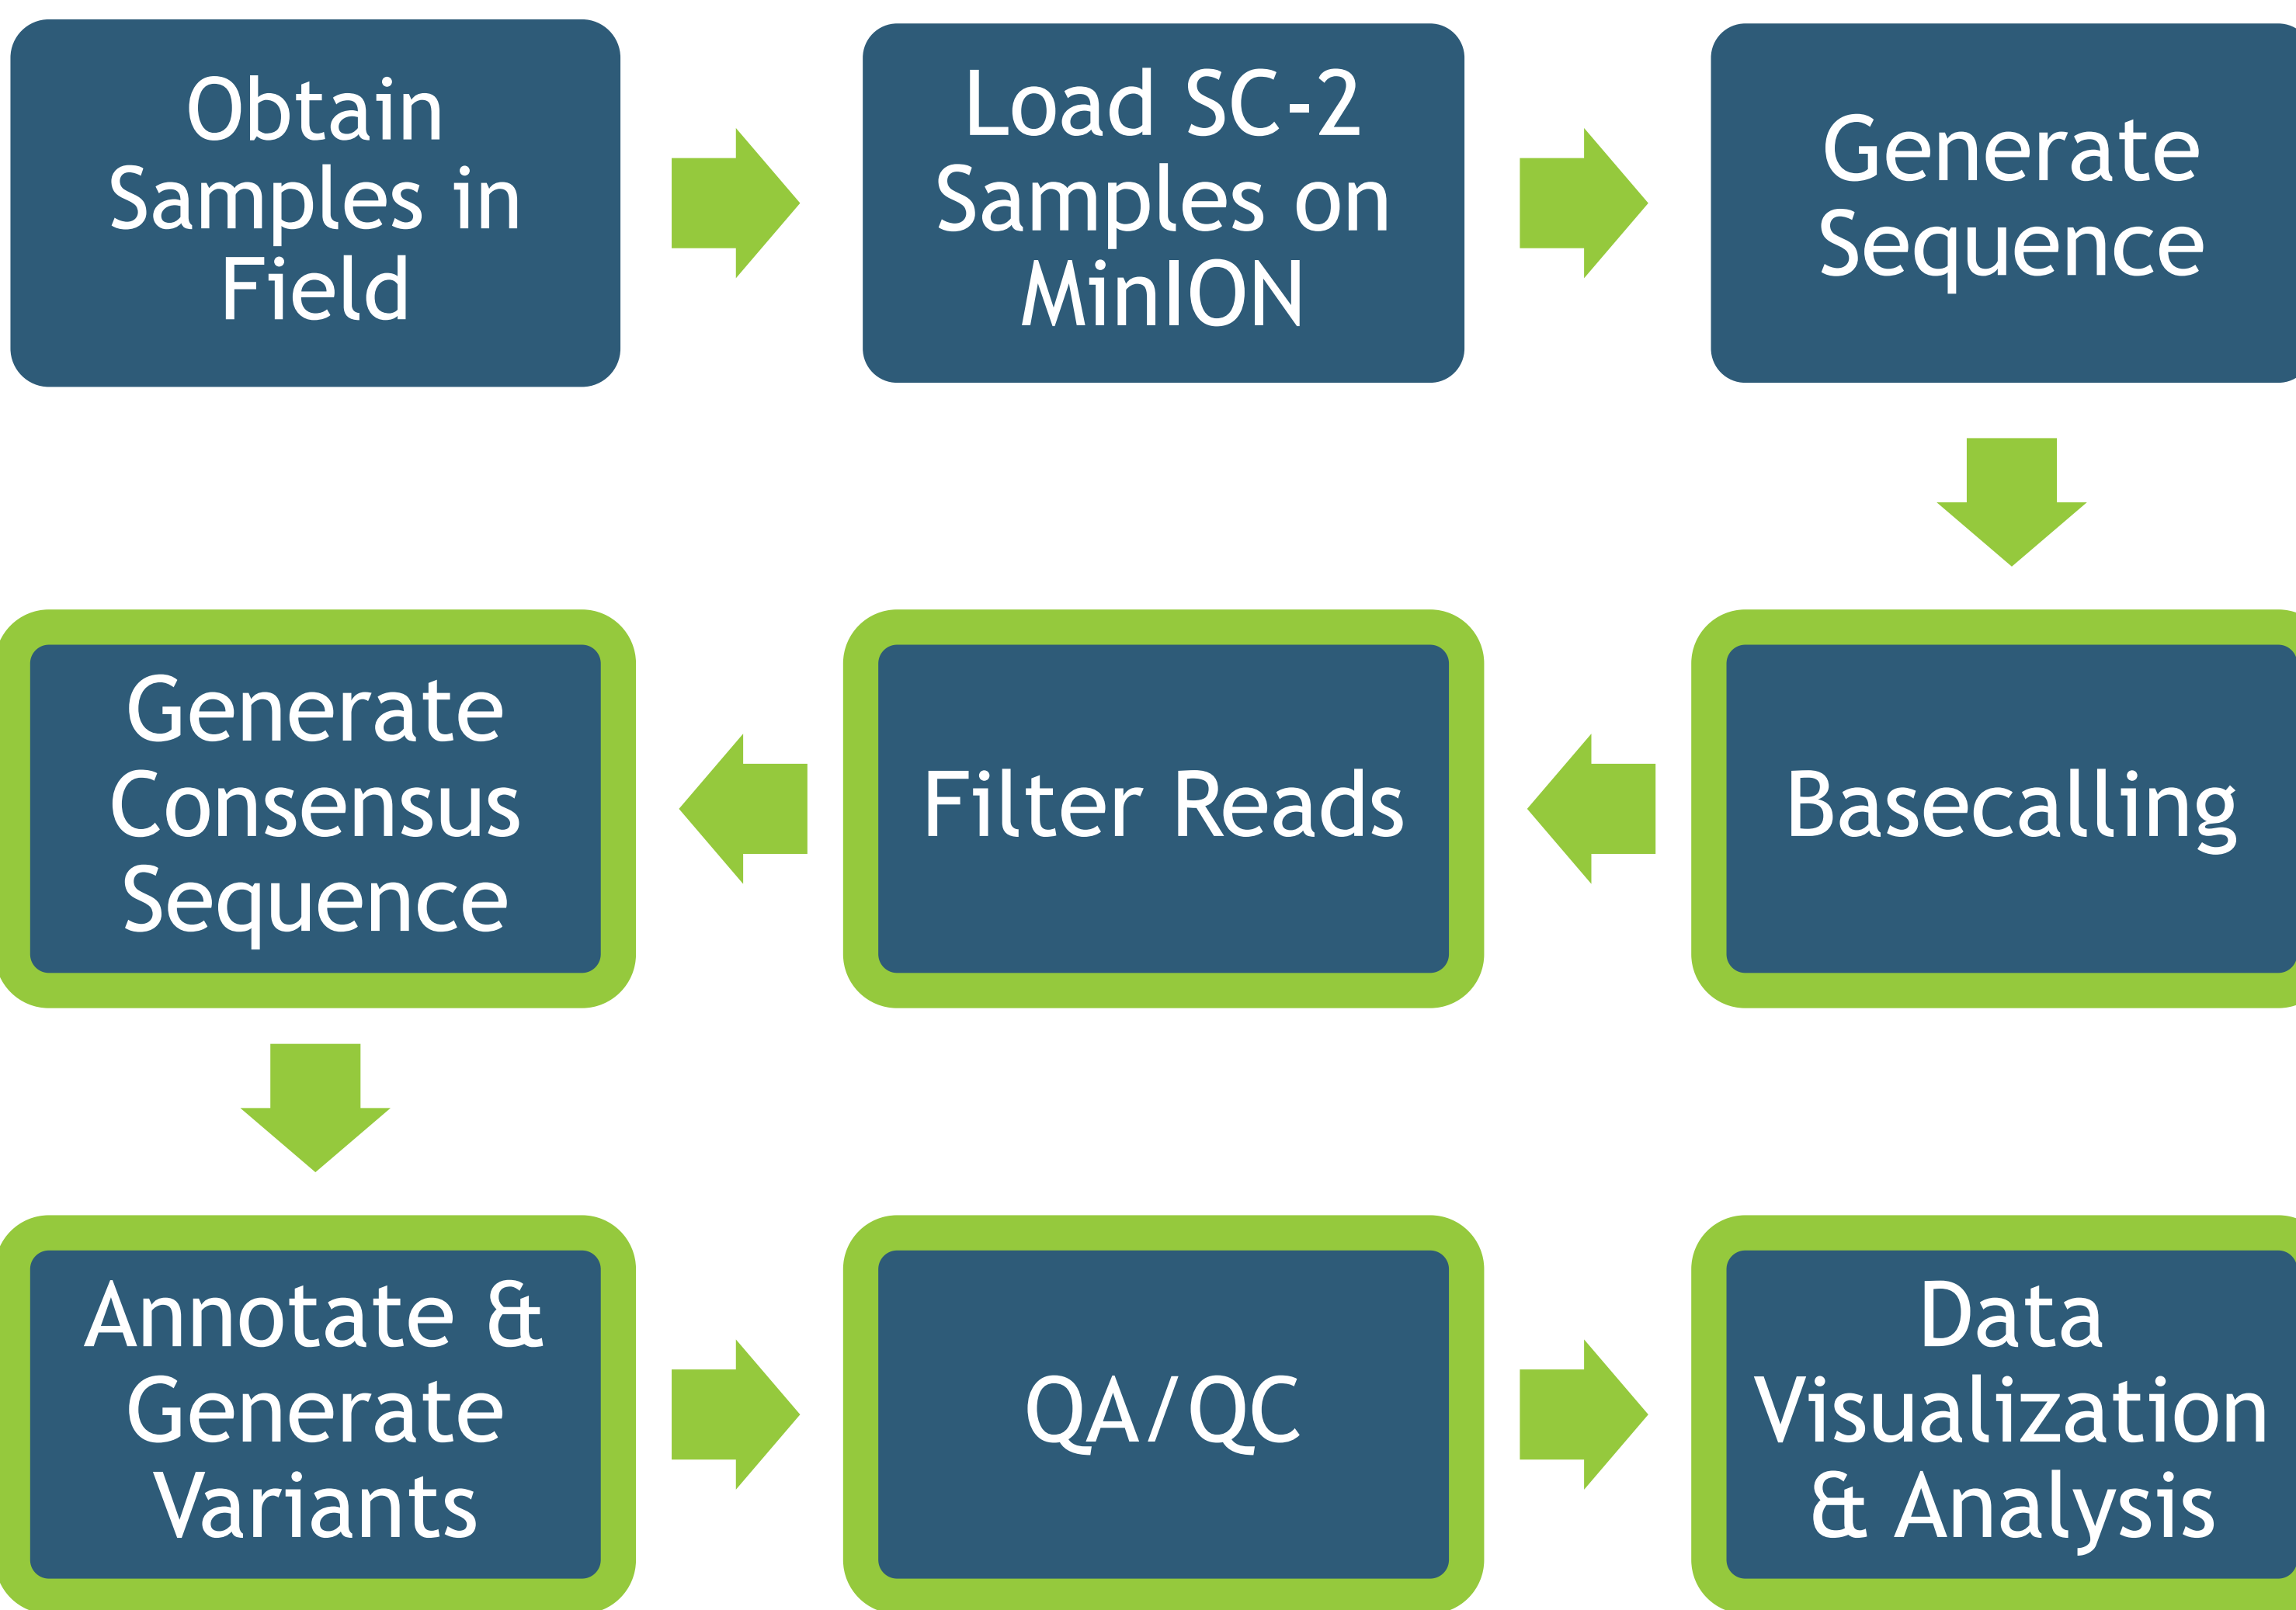 Obtain
Samples in
Field
Load SC-2
Samples on
MinION
Generate
Sequence
Basecalling
Filter Reads
Generate
Consensus
Sequence
Annotate &
Generate
Variants
QA/QC
Data
Visualization
& Analysis